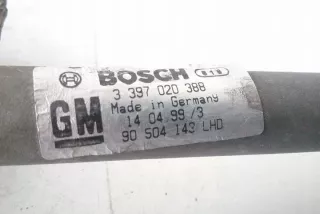 BOSCH
3 397 020 388
Made in Germany
GM
14 04 99/3
90 504 143 LHD